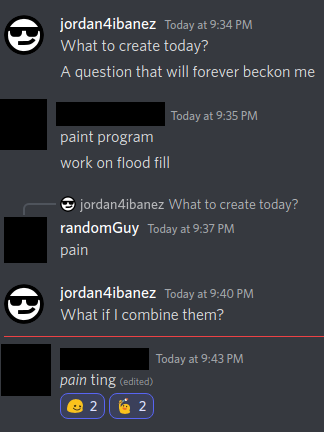 jordan4ibanez Today at 9:34 PM
What to create today?
A question that will forever beckon me
Today at 9:35 PM
paint program
work on flood fill
jordan4ibanez What to create today?
randomGuy Today at 9:37 PM
pain
jordan4ibanez Today at 9:40 PM
What if I combine them?
Today at 9:43 PM
pain ting (edited)
2 2